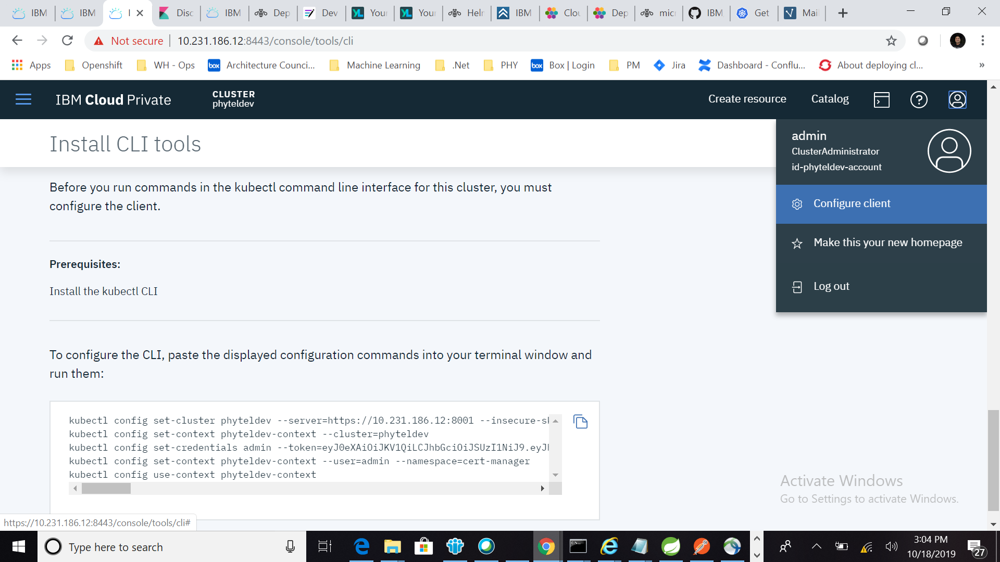 IBM
IBM
I
Disc
IBM
Dep
Dev
Your
Your
Helm
IBM
Clou
Dep
micr
IBM
Get
Mail
Not secure
10.231.186.12:8443/console/tools/cli
Apps
Openshift
WH - Ops
box
Architecture Counci...
Machine Learning
.Net
PHY
box
Box | Login
PM
Jira
Dashboard - Conflu...
About deploying cl...
»
IBM Cloud Private
CLUSTER
phyteldev
Create resource
Catalog
Install CLI tools
admin
ClusterAdministrator
id-phyteldev-account
Configure client
Make this your new homepage
Log out
Before you run commands in the kubectl command line interface for this cluster, you must
configure the client.
Prerequisites:
Install the kubectl CLI
To configure the CLI, paste the displayed configuration commands into your terminal window and
run them:
kubectl config set-cluster phyteldev --server=https://10.231.186.12:8001 --insecure-sk
kubectl config set-context phyteldev-context --cluster=phyteldev
kubectl config set-credentials admin --token=eyJ0eXAiOiJKV1QiLCJhbGciOiJSUzI1NiJ9.eyJh
kubectl config set-context phyteldev-context --user=admin --namespace=cert-manager
kubectl config use-context phyteldev-context
Activate Windows
Go to Settings to activate Windows.
https://10.231.186.12:8443/console/tools/cli#
Type here to search
3:04 PM
10/18/2019
27